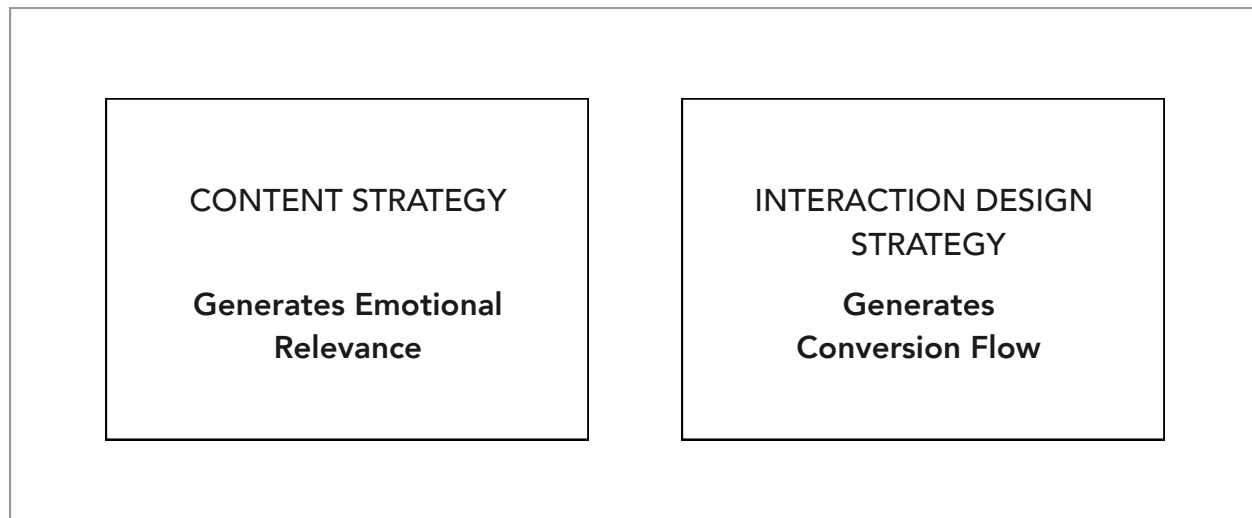 CONTENT STRATEGY
Generates Emotional
Relevance
INTERACTION DESIGN
STRATEGY
Generates
Conversion Flow